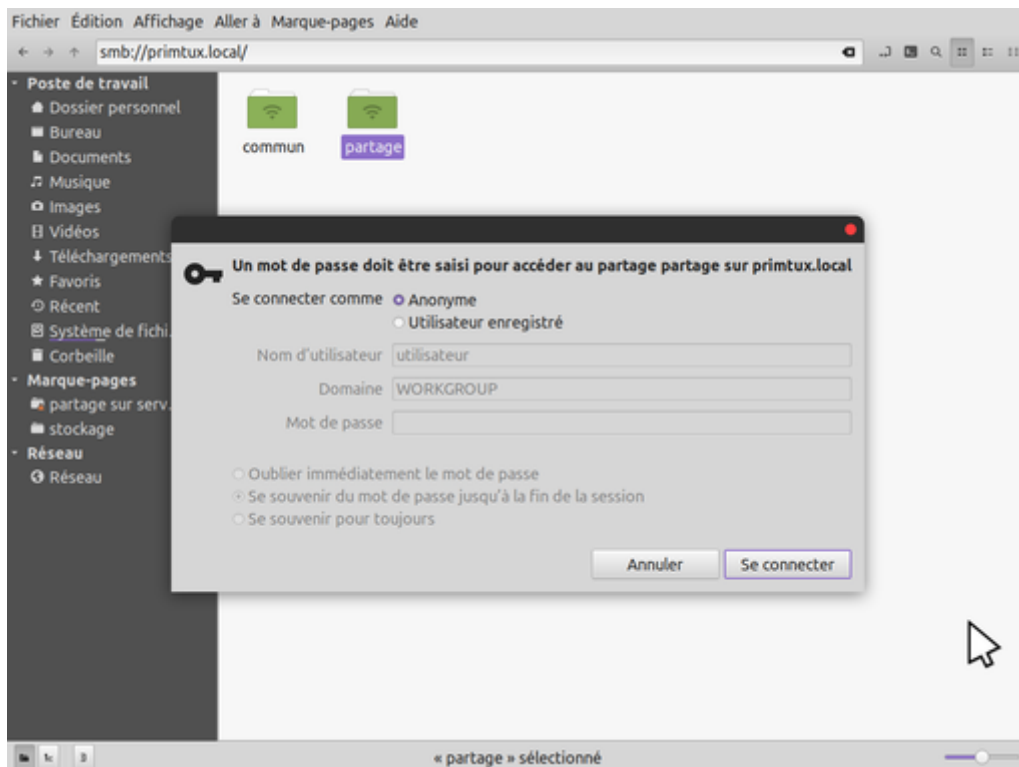 Fichier Édition Affichage Aller à Marque-pages Aide
smb://primtux.local/
Poste de travail
Dossier personnel
Bureau
Documents
Musique
Images
Vidéos
Téléchargements
Favoris
Récent
Système de fichi...
Corbeille
Marque-pages
partage sur serv...
stockage
Réseau
Réseau
commun
partage
Un mot de passe doit être saisi pour accéder au partage partage sur primtux.local
Se connecter comme
Anonyme
Utilisateur enregistré
Nom d'utilisateur utilisateur
Domaine WORKGROUP
Mot de passe
Oublier immédiatement le mot de passe
Se souvenir du mot de passe jusqu'à la fin de la session
Se souvenir pour toujours
Annuler
Se connecter
« partage » sélectionné